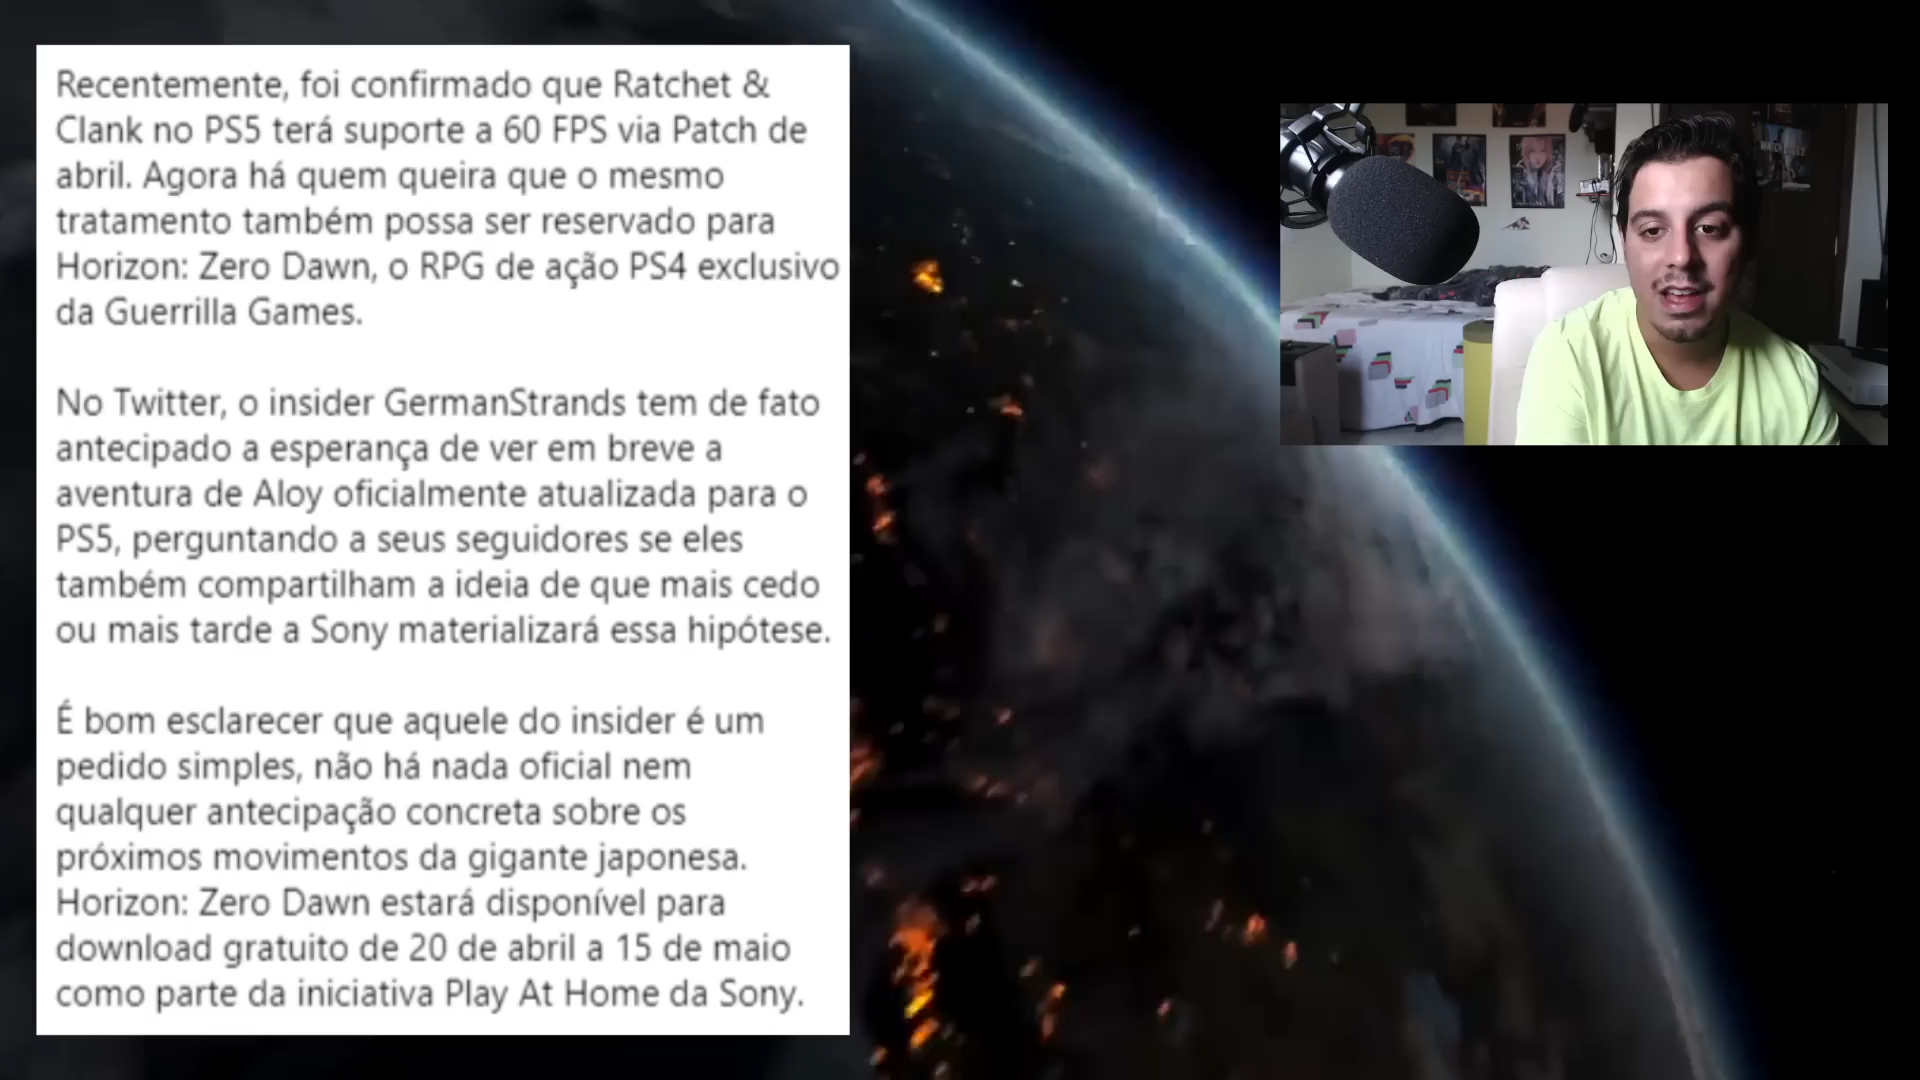 Recentemente, foi confirmado que Ratchet &
Clank no PS5 terá suporte a 60 FPS via Patch de
abril. Agora há quem queira que o mesmo
tratamento também possa ser reservado para
Horizon: Zero Dawn, o RPG de ação PS4 exclusivo
da Guerrilla Games.
No Twitter, o insider GermanStrands tem de fato
antecipado a esperança de ver em breve a
aventura de Aloy oficialmente atualizada para o
PS5, perguntando a seus seguidores se eles
também compartilham a ideia de que mais cedo
ou mais tarde a Sony materializará essa hipótese.
É bom esclarecer que aquele do insider é um
pedido simples, não há nada oficial nem
qualquer antecipação concreta sobre os
próximos movimentos da gigante japonesa.
Horizon: Zero Dawn estará disponível para
download gratuito de 20 de abril a 15 de maio
como parte da iniciativa Play At Home da Sony.